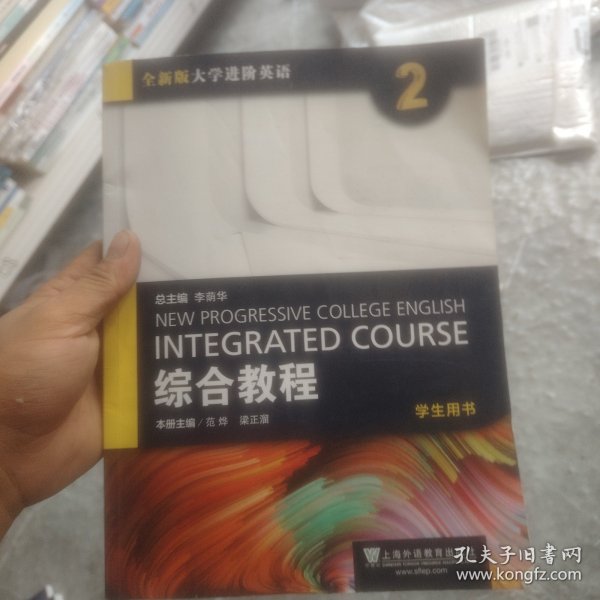 全新版大学进阶英语
2
总主编 李荫华
NEW PROGRESSIVE COLLEGE ENGLISH
INTEGRATED COURSE
综合教程
学生用书
本册主编/范烨 梁正溜
上海外语教育出版社
www.sflep.com
孔夫子旧书网
www.kongfz.com